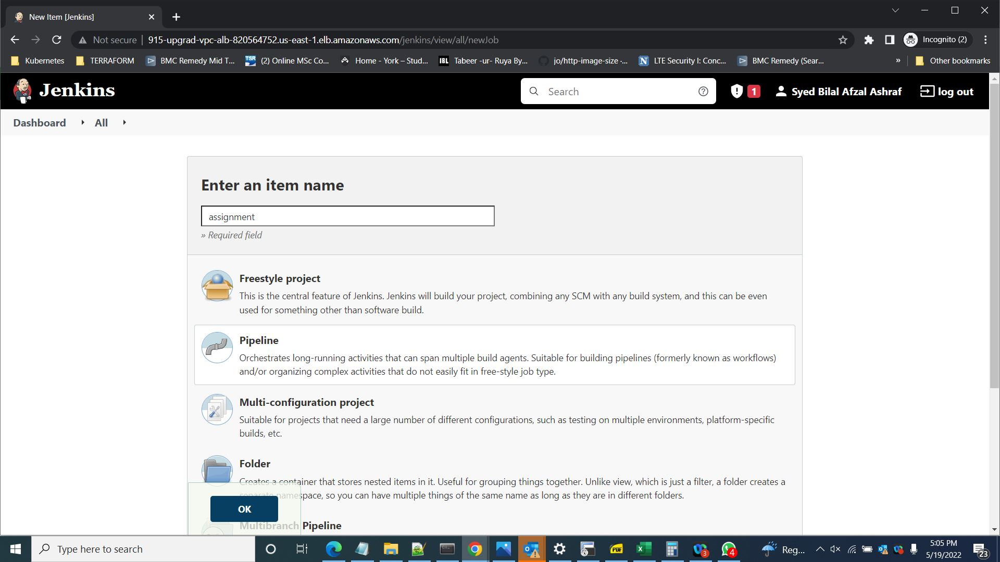 New Item [Jenkins]
Not secure | 915-upgrad-vpc-alb-820564752.us-east-1.elb.amazonaws.com/jenkins/view/all/newJob
Incognito (2)
Kubernetes
TERRAFORM
BMC Remedy Mid T...
TSR
(2) Online MSc Co...
Home - York – Stud...
IBL
Tabeer -ur- Ruya By...
jo/http-image-size ·...
N
LTE Security I: Conc...
BMC Remedy (Sear...
»
Other bookmarks
Jenkins
Search
1
Syed Bilal Afzal Ashraf
log out
Dashboard
All
Enter an item name
assignment
» Required field
Freestyle project
This is the central feature of Jenkins. Jenkins will build your project, combining any SCM with any build system, and this can be even
used for something other than software build.
Pipeline
Orchestrates long-running activities that can span multiple build agents. Suitable for building pipelines (formerly known as workflows)
and/or organizing complex activities that do not easily fit in free-style job type.
Multi-configuration project
Suitable for projects that need a large number of different configurations, such as testing on multiple environments, platform-specific
builds, etc.
Folder
Creates a container that stores nested items in it. Useful for grouping things together. Unlike view, which is just a filter, a folder creates a
separate namespace, so you can have multiple things of the same name as long as they are in different folders.
OK
Multibranch Pipeline
Type here to search
PDF
3
4
Reg...
5:05 PM
5/19/2022
23